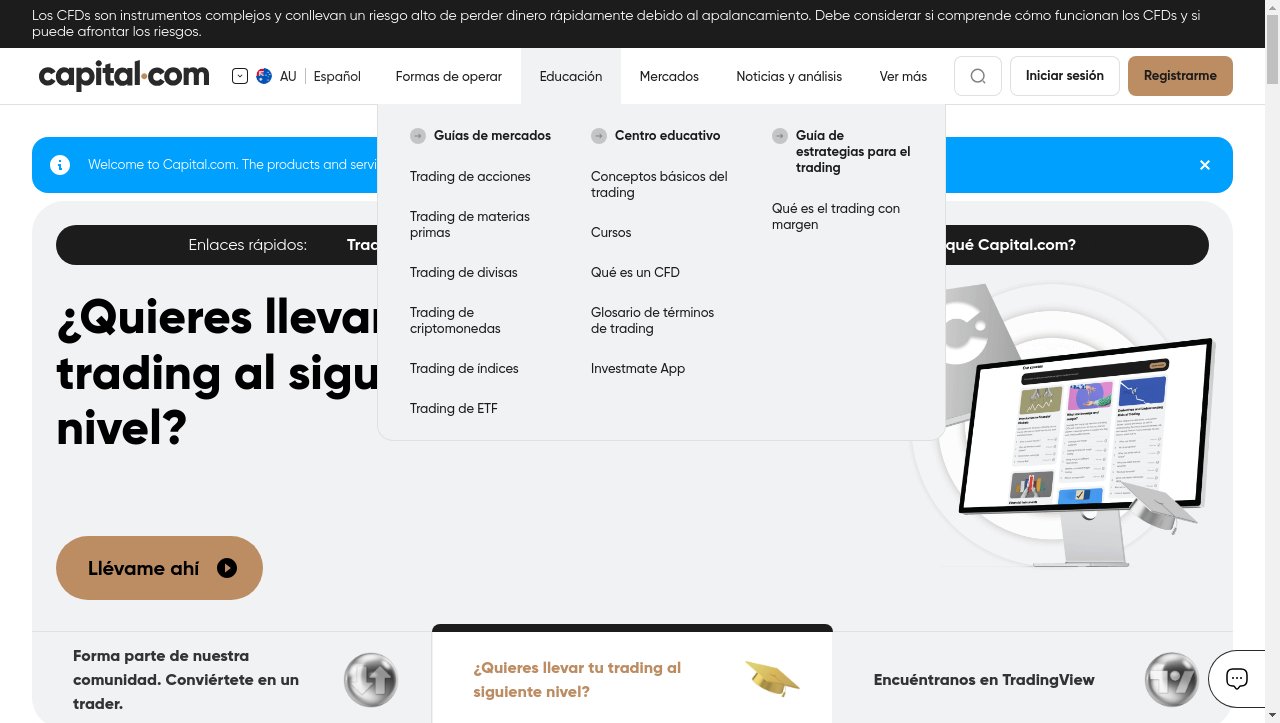 Los CFDs son instrumentos complejos y conllevan un riesgo alto de perder dinero rápidamente debido al apalancamiento. Debe considerar si comprende cómo funcionan los CFDs y si
puede afrontar los riesgos.
capital.com
AU
Español
Formas de operar
Educación
Mercados
Noticias y análisis
Ver más
Iniciar sesión
Registrarme
Guías de mercados
Trading de acciones
Trading de materias
primas
Trading de divisas
Trading de
criptomonedas
Trading de índices
Trading de ETF
Centro educativo
Conceptos básicos del
trading
Cursos
Qué es un CFD
Glosario de términos
de trading
Investmate App
Guía de
estrategias para el
trading
Qué es el trading con
margen
Welcome to Capital.com. The products and servi
Enlaces rápidos:
Trad
qué Capital.com?
¿Quieres llevar
trading al sigu
nivel?
Llévame ahí
Forma parte de nuestra
comunidad. Conviértete en un
trader.
¿Quieres llevar tu trading al
siguiente nivel?
Encuéntranos en TradingView